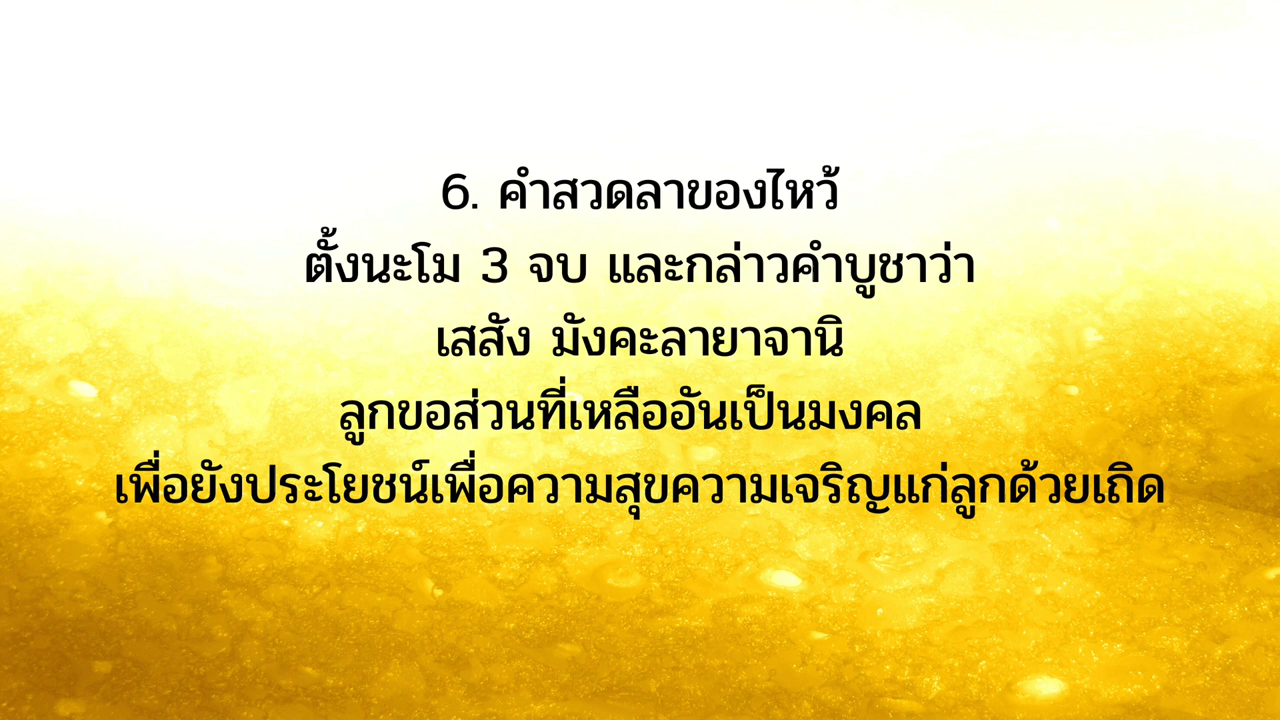 6. คำสวดลาของไหว้
ตั้งนะโม 3 จบ และกล่าวคำบูชาว่า
เสสัง มังคะลายาจานิ
ลูกขอส่วนที่เหลืออันเป็นมงคล
เพื่อยังประโยชน์เพื่อความสุขความเจริญแก่ลูกด้วยเถิด